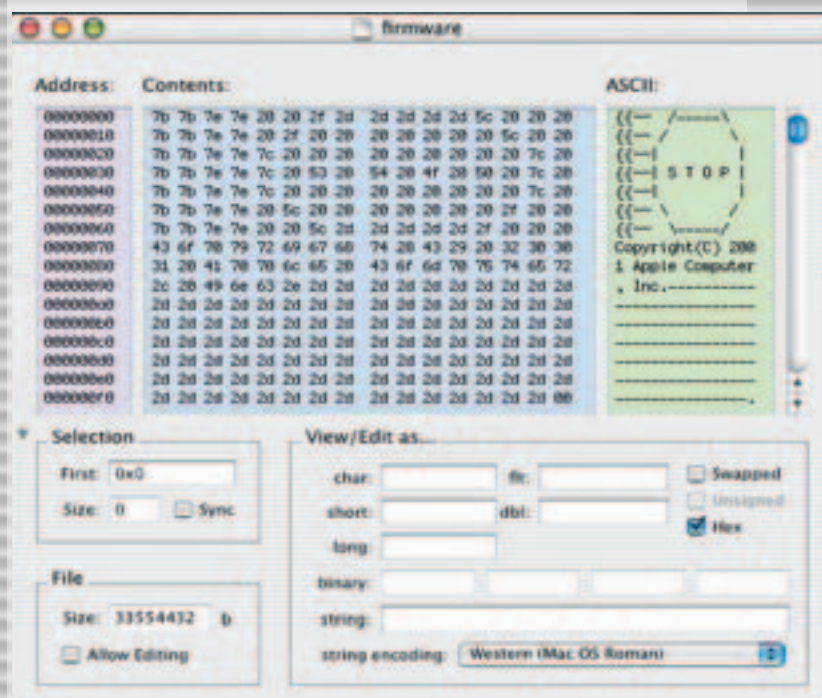 firmware
Address: Contents: ASCII:
00000000 7b 7b 7e 7e 20 20 2f 2d 2d 2d 2d 2d 5c 20 20 20 {{~~  /-----\
00000010 7b 7b 7e 7e 20 2f 20 20 20 20 20 20 20 5c 20 20 {{~~ /       \
00000020 7b 7b 7e 7e 7c 20 20 20 20 20 20 20 20 20 7c 20 {{~~|         |
00000030 7b 7b 7e 7e 7c 20 53 20 54 20 4f 20 50 20 7c 20 {{~~| S T O P |
00000040 7b 7b 7e 7e 7c 20 20 20 20 20 20 20 20 20 7c 20 {{~~|         |
00000050 7b 7b 7e 7e 20 5c 20 20 20 20 20 20 20 2f 20 20 {{~~ \       /
00000060 7b 7b 7e 7e 20 20 5c 2d 2d 2d 2d 2d 2f 20 20 20 {{~~  \-----/
00000070 43 6f 70 79 72 69 67 68 74 28 43 29 20 32 30 30 Copyright(C) 200
00000080 31 20 41 70 70 6c 65 20 43 6f 6d 70 75 74 65 72 1 Apple Computer
00000090 2c 20 49 6e 63 2e 2d 2d 2d 2d 2d 2d 2d 2d 2d 2d , Inc.----------
000000a0 2d 2d 2d 2d 2d 2d 2d 2d 2d 2d 2d 2d 2d 2d 2d 2d ----------------
000000b0 2d 2d 2d 2d 2d 2d 2d 2d 2d 2d 2d 2d 2d 2d 2d 2d ----------------
000000c0 2d 2d 2d 2d 2d 2d 2d 2d 2d 2d 2d 2d 2d 2d 2d 2d ----------------
000000d0 2d 2d 2d 2d 2d 2d 2d 2d 2d 2d 2d 2d 2d 2d 2d 2d ----------------
000000e0 2d 2d 2d 2d 2d 2d 2d 2d 2d 2d 2d 2d 2d 2d 2d 2d ----------------
000000f0 2d 2d 2d 2d 2d 2d 2d 2d 2d 2d 2d 2d 2d 2d 2d 00 ---------------.
Selection
First: 0x0
Size: 0 Sync
File
Size: 33554432 b
Allow Editing
View/Edit as...
char: flt: Swapped
short: dbl: Unsigned
long: Hex
binary:
string:
string encoding: Western (Mac OS Roman)